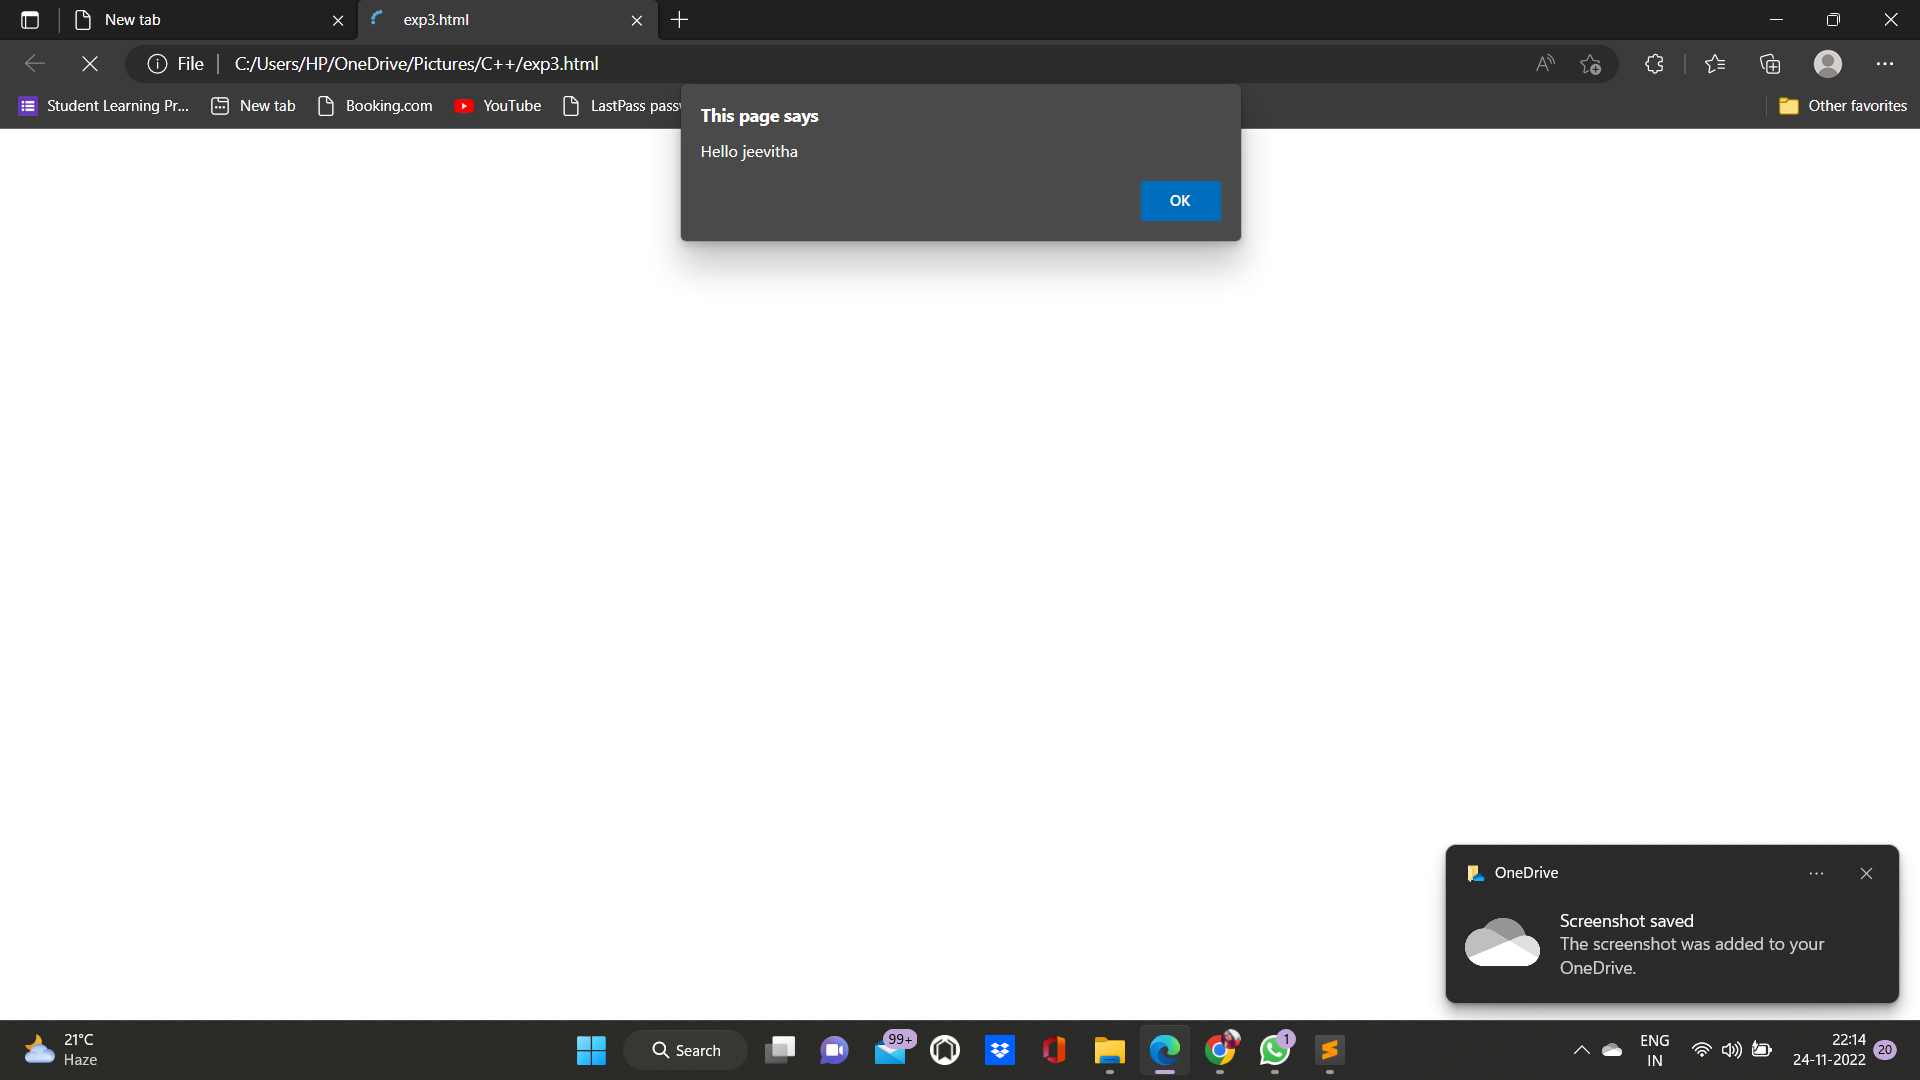 New tab
exp3.html
File
C:/Users/HP/OneDrive/Pictures/C++/exp3.html
Student Learning Pr...
New tab
Booking.com
YouTube
LastPass passw
Other favorites
This page says
Hello jeevitha
OK
OneDrive
Screenshot saved
The screenshot was added to your
OneDrive.
21°C
Haze
Search
99+
1
ENG
IN
22:14
24-11-2022
20